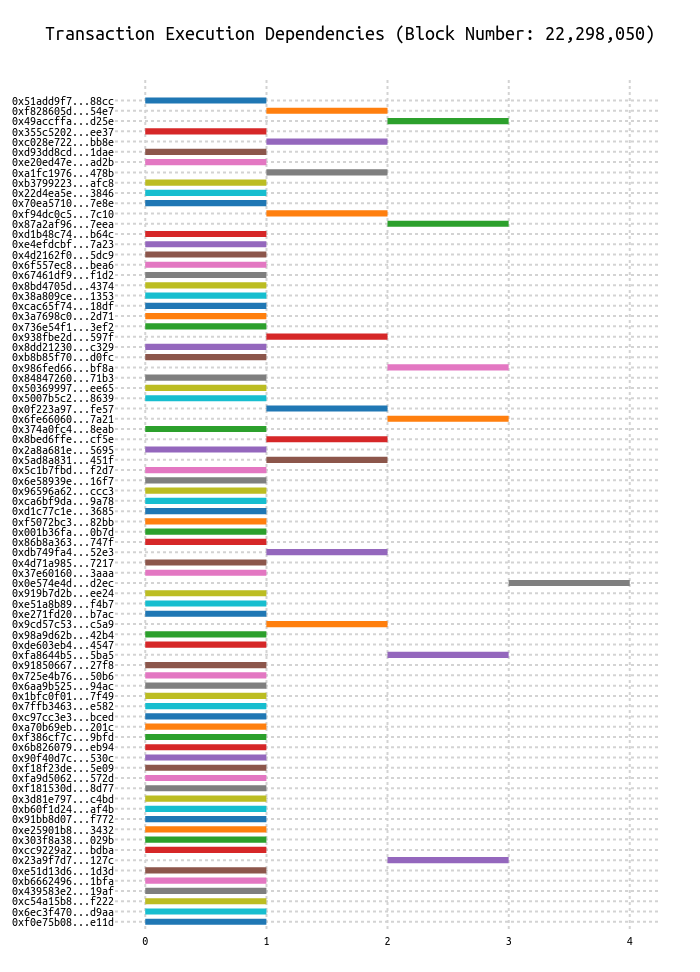 Transaction Execution Dependencies (Block Number: 22,298,050)
0x51add9f7...88cc
0xf828605d...54e7
0x49accffa...d25e
0x355c5202...ee37
0xc028e722...bb8e
0xd93dd8cd...1dae
0xe20ed47e...ad2b
0xa1fc1976...478b
0xb3799223...afc8
0x22d4ea5e...3846
0x70ea5710...7e8e
0xf94dc0c5...7c10
0x87a2af96...7eea
0xd1b48c74...b64c
0xe4efdcbf...7a23
0x4d2162f0...5dc9
0x6f557ec8...bea6
0x67461df9...f1d2
0x8bd4705d...4374
0x38a809ce...1353
0xcac65f74...18df
0x3a7698c0...2d71
0x736e54f1...3ef2
0x938fbe2d...597f
0x8dd21230...c329
0xb8b85f70...d0fc
0x986fed66...bf8a
0x84847260...71b3
0x50369997...ee65
0x5007b5c2...8639
0x0f223a97...fe57
0x6fe66060...7a21
0x374a0fc4...8eab
0x8bed6ffe...cf5e
0x2a8a681e...5695
0x5ad8a831...451f
0x5c1b7fbd...f2d7
0x6e58939e...16f7
0x96596a62...ccc3
0xca6bf9da...9a78
0xd1c77c1e...3685
0xf5072bc3...82bb
0x001b36fa...0b7d
0x86b8a363...747f
0xdb749fa4...52e3
0x4d71a985...7217
0x37e60160...3aaa
0x0e574e4d...d2ec
0x919b7d2b...ee24
0xe51a8b89...f4b7
0xe271fd20...b7ac
0x9cd57c53...c5a9
0x98a9d62b...42b4
0xde603eb4...4547
0xfa8644b5...5ba5
0x91850667...27f8
0x725e4b76...50b6
0x6aa9b525...94ac
0x1bfc0f01...7f49
0x7ffb3463...e582
0xc97cc3e3...bced
0xa70b69eb...201c
0xf386cf7c...9bfd
0x6b826079...eb94
0x90f40d7c...530c
0xf18f23de...5e09
0xfa9d5062...572d
0xf181530d...8d77
0x3d81e797...c4bd
0xb60f1d24...af4b
0x91bb8d07...f772
0xe25901b8...3432
0x303f8a38...029b
0xcc9229a2...bdba
0x23a9f7d7...127c
0xe51d13d6...1d3d
0xb6662496...1bfa
0x439583e2...19af
0xc54a15b8...f222
0x6ec3f470...d9aa
0xf0e75b08...e11d
0 1 2 3 4